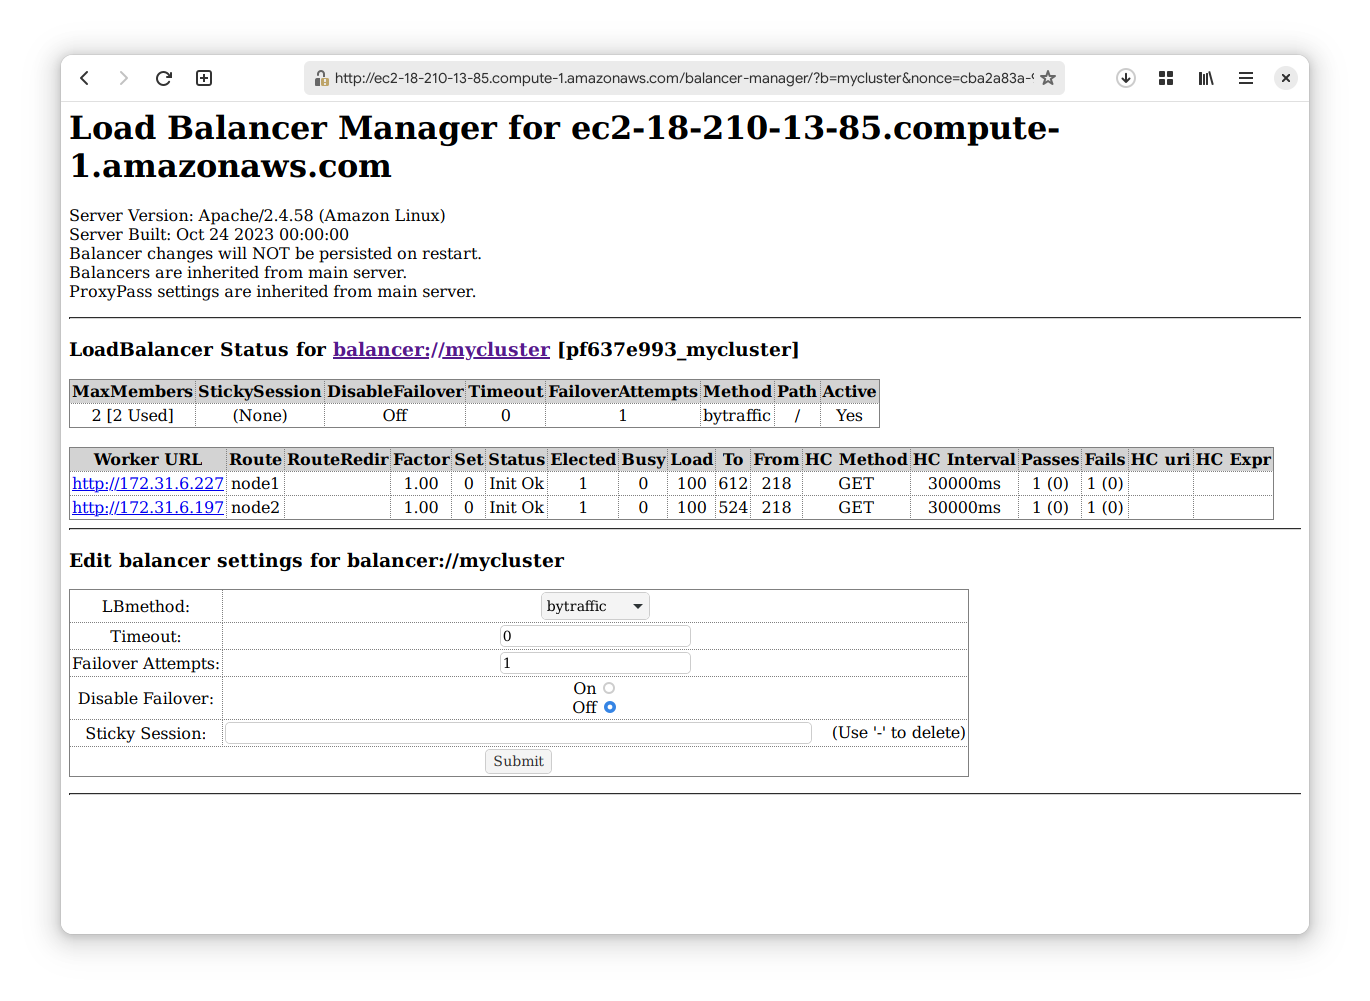 http://ec2-18-210-13-85.compute-1.amazonaws.com/balancer-manager/?b=mycluster&nonce=cba2a83a-
Load Balancer Manager for ec2-18-210-13-85.compute-
1.amazonaws.com
Server Version: Apache/2.4.58 (Amazon Linux)
Server Built: Oct 24 2023 00:00:00
Balancer changes will NOT be persisted on restart.
Balancers are inherited from main server.
ProxyPass settings are inherited from main server.
LoadBalancer Status for balancer://mycluster [pf637e993_mycluster]
MaxMembers StickySession DisableFailover Timeout FailoverAttempts Method Path Active
2 [2 Used] (None) Off 0 1 bytraffic / Yes
Worker URL Route RouteRedir Factor Set Status Elected Busy Load To From HC Method HC Interval Passes Fails HC uri HC Expr
http://172.31.6.227 node1 1.00 0 Init Ok 1 0 100 612 218 GET 30000ms 1 (0) 1 (0)
http://172.31.6.197 node2 1.00 0 Init Ok 1 0 100 524 218 GET 30000ms 1 (0) 1 (0)
Edit balancer settings for balancer://mycluster
LBmethod: bytraffic
Timeout: 0
Failover Attempts: 1
Disable Failover: On
Off
Sticky Session: (Use '-' to delete)
Submit